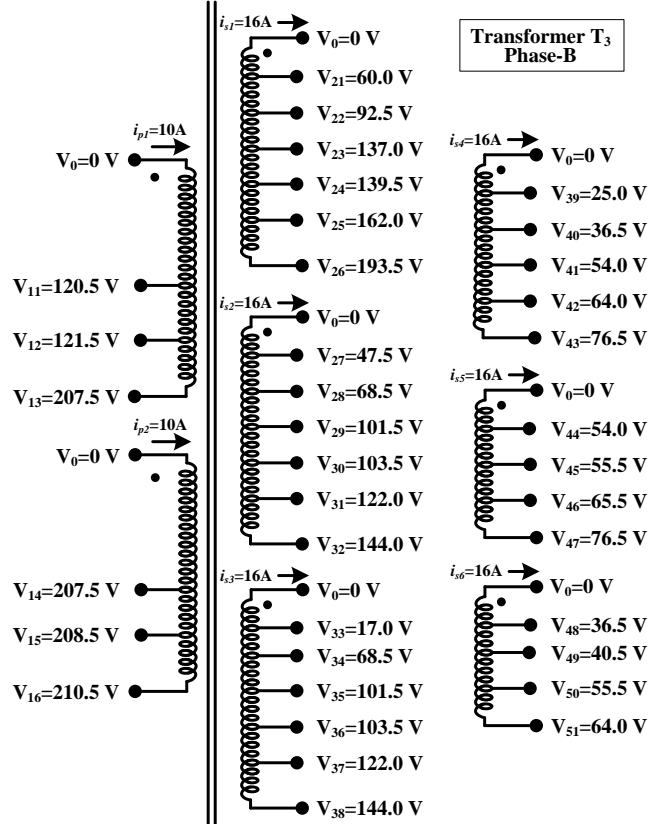 Transformer T₃
Phase-B
iₚ₁=10A
V₀=0 V
V₁₁=120.5 V
V₁₂=121.5 V
V₁₃=207.5 V
iₚ₂=10A
V₀=0 V
V₁₄=207.5 V
V₁₅=208.5 V
V₁₆=210.5 V
iₛ₁=16A
V₀=0 V
V₂₁=60.0 V
V₂₂=92.5 V
V₂₃=137.0 V
V₂₄=139.5 V
V₂₅=162.0 V
V₂₆=193.5 V
iₛ₂=16A
V₀=0 V
V₂₇=47.5 V
V₂₈=68.5 V
V₂₉=101.5 V
V₃₀=103.5 V
V₃₁=122.0 V
V₃₂=144.0 V
iₛ₃=16A
V₀=0 V
V₃₃=17.0 V
V₃₄=68.5 V
V₃₅=101.5 V
V₃₆=103.5 V
V₃₇=122.0 V
V₃₈=144.0 V
iₛ₄=16A
V₀=0 V
V₃₉=25.0 V
V₄₀=36.5 V
V₄₁=54.0 V
V₄₂=64.0 V
V₄₃=76.5 V
iₛ₅=16A
V₀=0 V
V₄₄=54.0 V
V₄₅=55.5 V
V₄₆=65.5 V
V₄₇=76.5 V
iₛ₆=16A
V₀=0 V
V₄₈=36.5 V
V₄₉=40.5 V
V₅₀=55.5 V
V₅₁=64.0 V